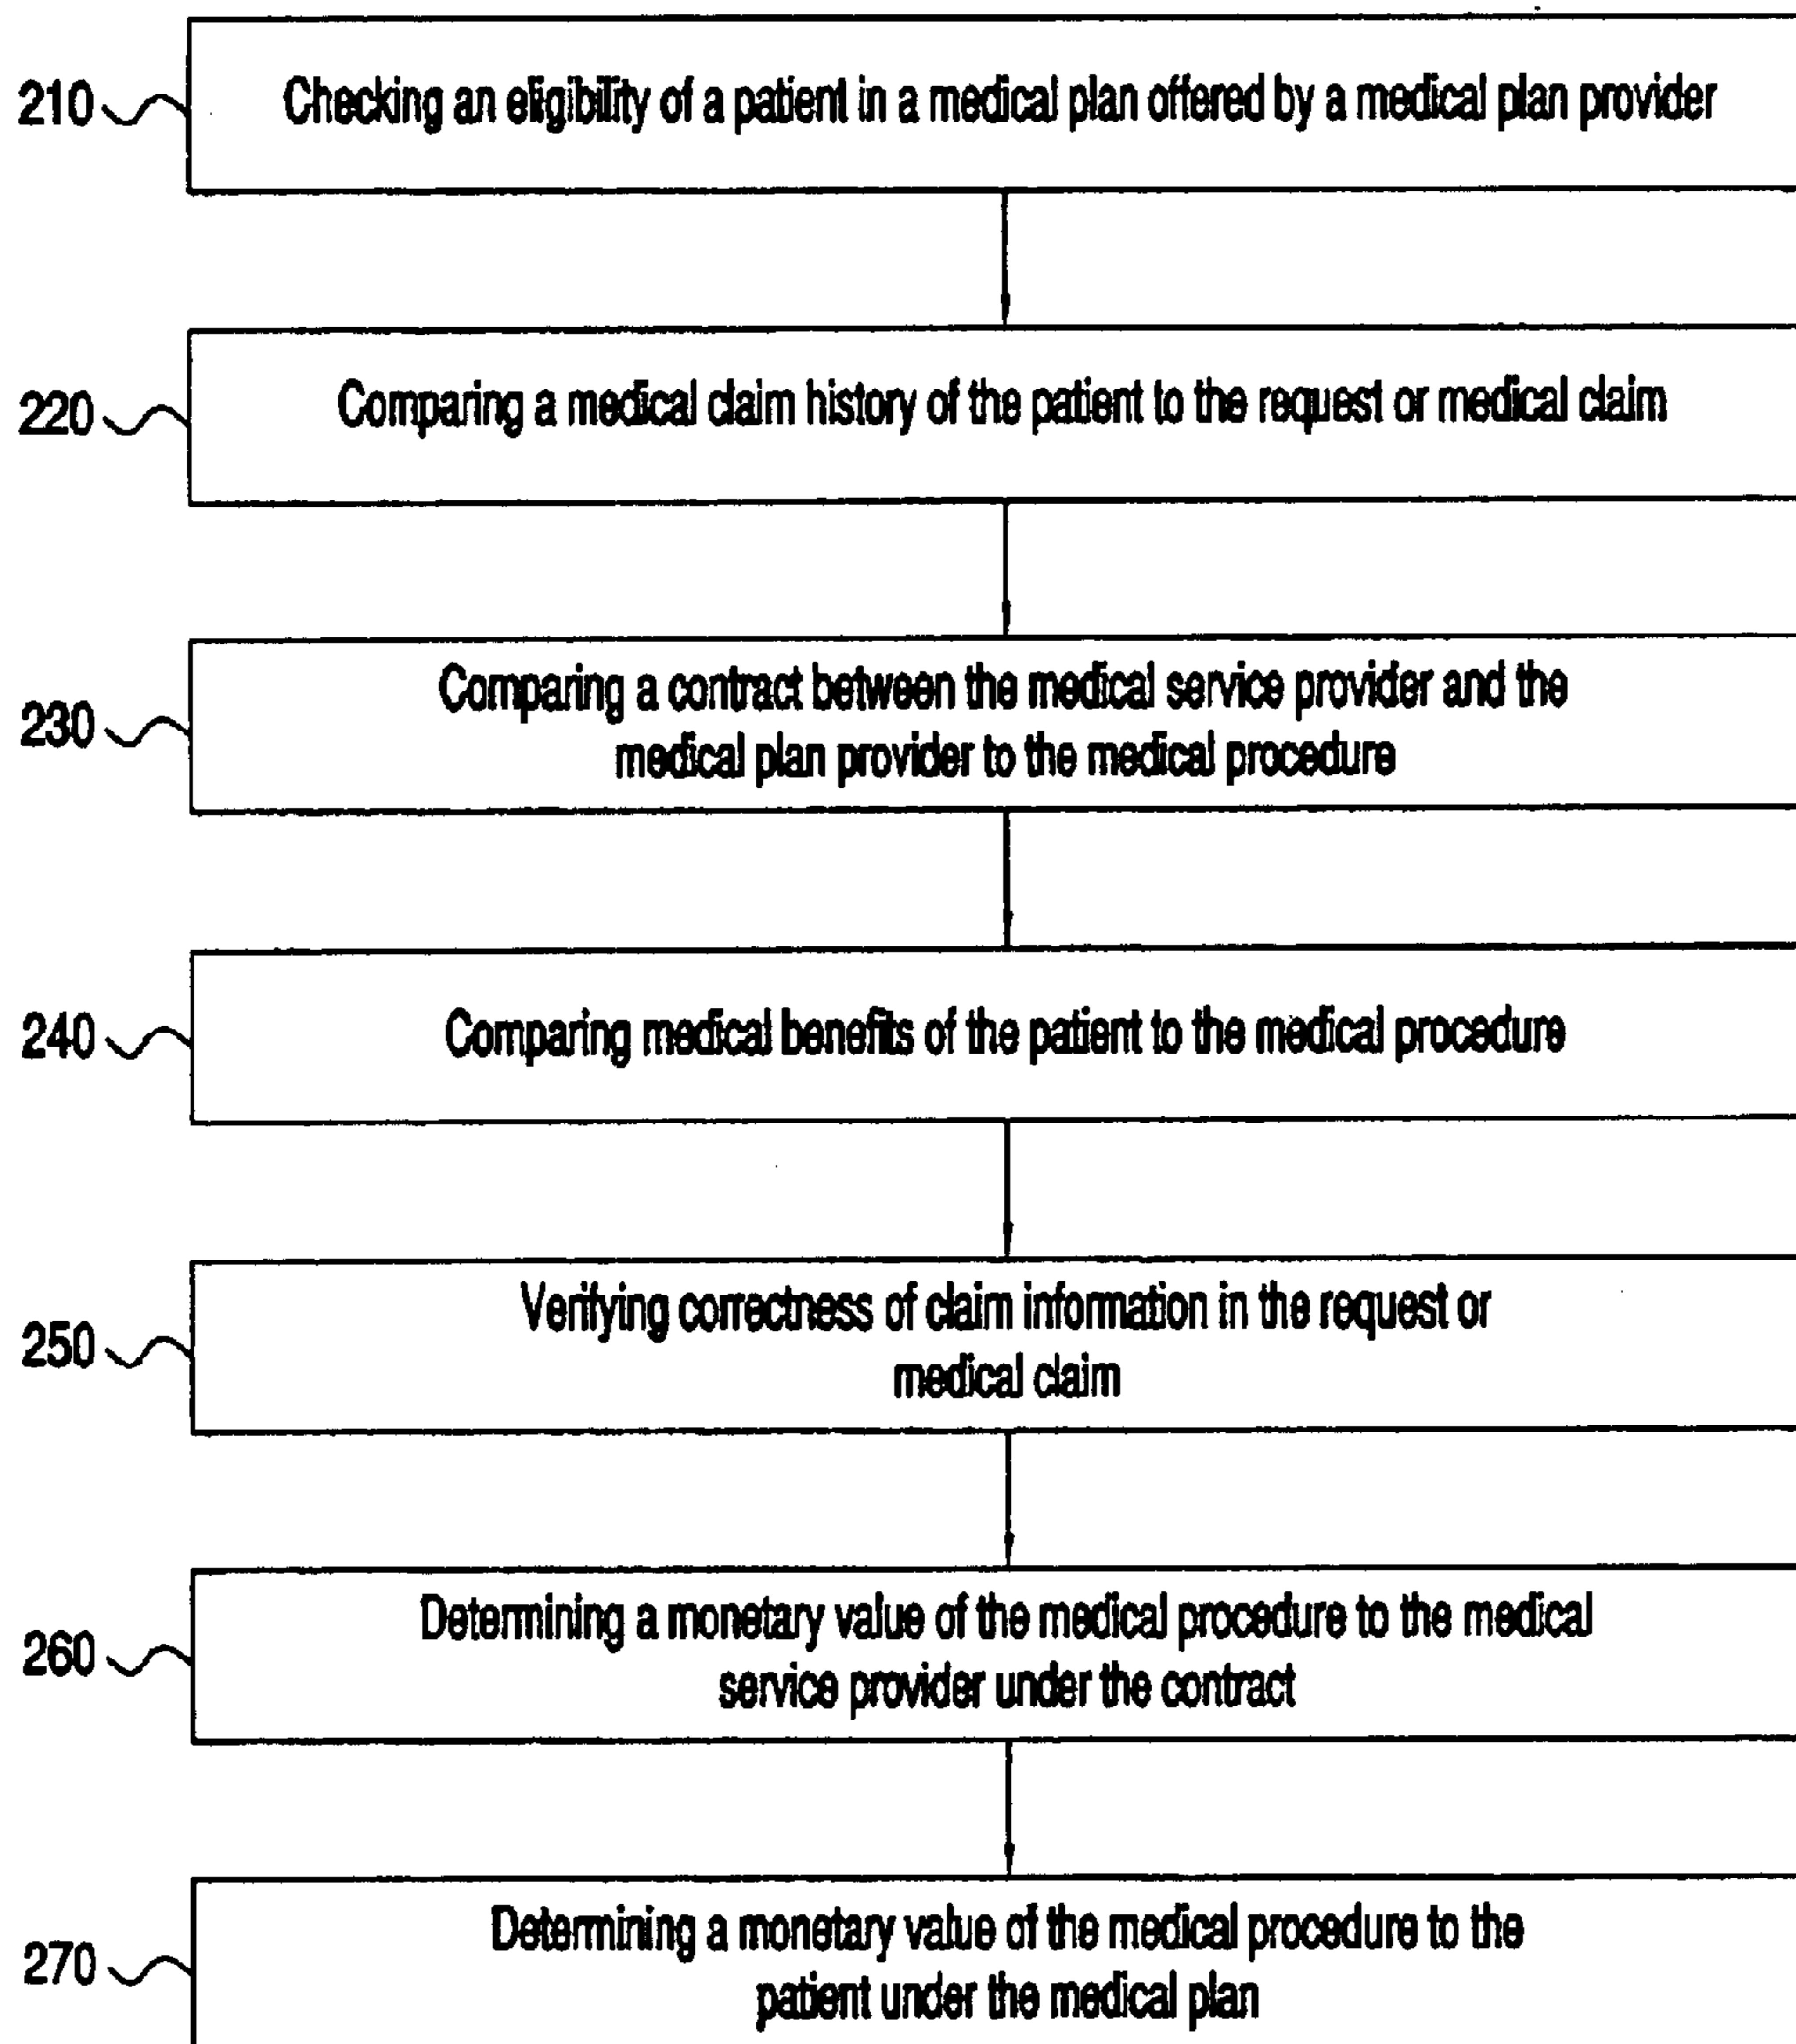 210
Checking an eligibility of a patient in a medical plan offered by a medical plan provider
220
Comparing a medical claim history of the patient to the request or medical claim
230
Comparing a contract between the medical service provider and the
medical plan provider to the medical procedure
240
Comparing medical benefits of the patient to the medical procedure
250
Verifying correctness of claim information in the request or
medical claim
260
Determining a monetary value of the medical procedure to the medical
service provider under the contract
270
Determining a monetary value of the medical procedure to the
patient under the medical plan